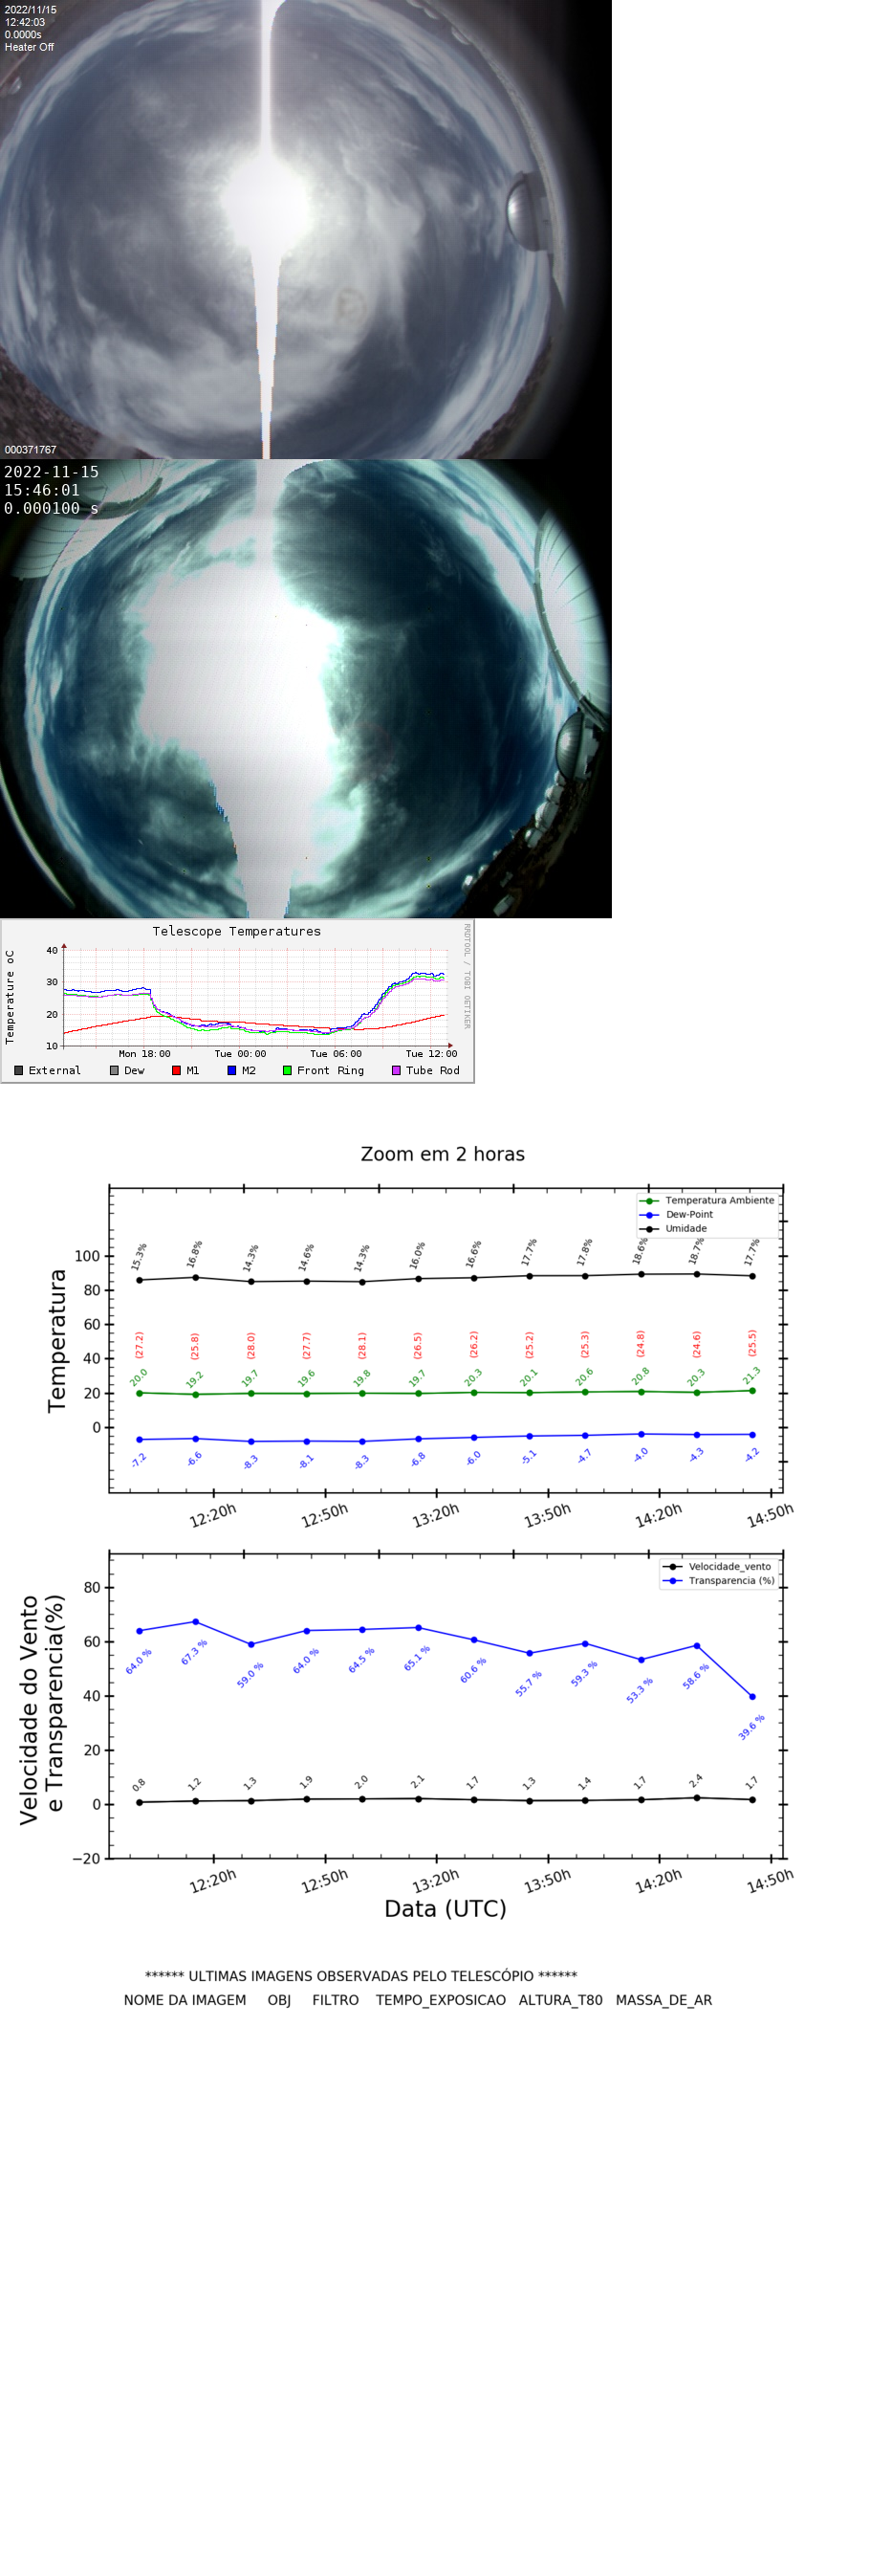 2022/11/15
12:42:03
0.0000s
Heater Off
000371767
2022-11-15
15:46:01
0.000100 s
Telescope Temperatures
RRDTOOL / TOBI OETIKER
Temperature oC
40
30
20
10
Mon 18:00 Tue 00:00 Tue 06:00 Tue 12:00
External Dew M1 M2 Front Ring Tube Rod
Zoom em 2 horas
Temperatura Ambiente
Dew-Point
Umidade
Temperatura
100
80
60
40
20
0
15.3% 16.8% 14.3% 14.6% 14.3% 16.0% 16.6% 17.7% 17.8% 18.6% 18.7% 17.7%
(27.2) (25.8) (28.0) (27.7) (28.1) (26.5) (26.2) (25.2) (25.3) (24.8) (24.6) (25.5)
20.0 19.2 19.7 19.6 19.8 19.7 20.3 20.1 20.6 20.8 20.3 21.3
-7.2 -6.6 -8.3 -8.1 -8.3 -6.8 -6.0 -5.1 -4.7 -4.0 -4.3 -4.2
12:20h 12:50h 13:20h 13:50h 14:20h 14:50h
Velocidade_vento
Transparencia (%)
Velocidade do Vento
e Transparencia(%)
80
60
40
20
0
−20
64.0 % 67.3 % 59.0 % 64.0 % 64.5 % 65.1 % 60.6 % 55.7 % 59.3 % 53.3 % 58.6 % 39.6 %
0.8 1.2 1.3 1.9 2.0 2.1 1.7 1.3 1.4 1.7 2.4 1.7
12:20h 12:50h 13:20h 13:50h 14:20h 14:50h
Data (UTC)
****** ULTIMAS IMAGENS OBSERVADAS PELO TELESCÓPIO ******
NOME DA IMAGEM OBJ FILTRO TEMPO_EXPOSICAO ALTURA_T80 MASSA_DE_AR